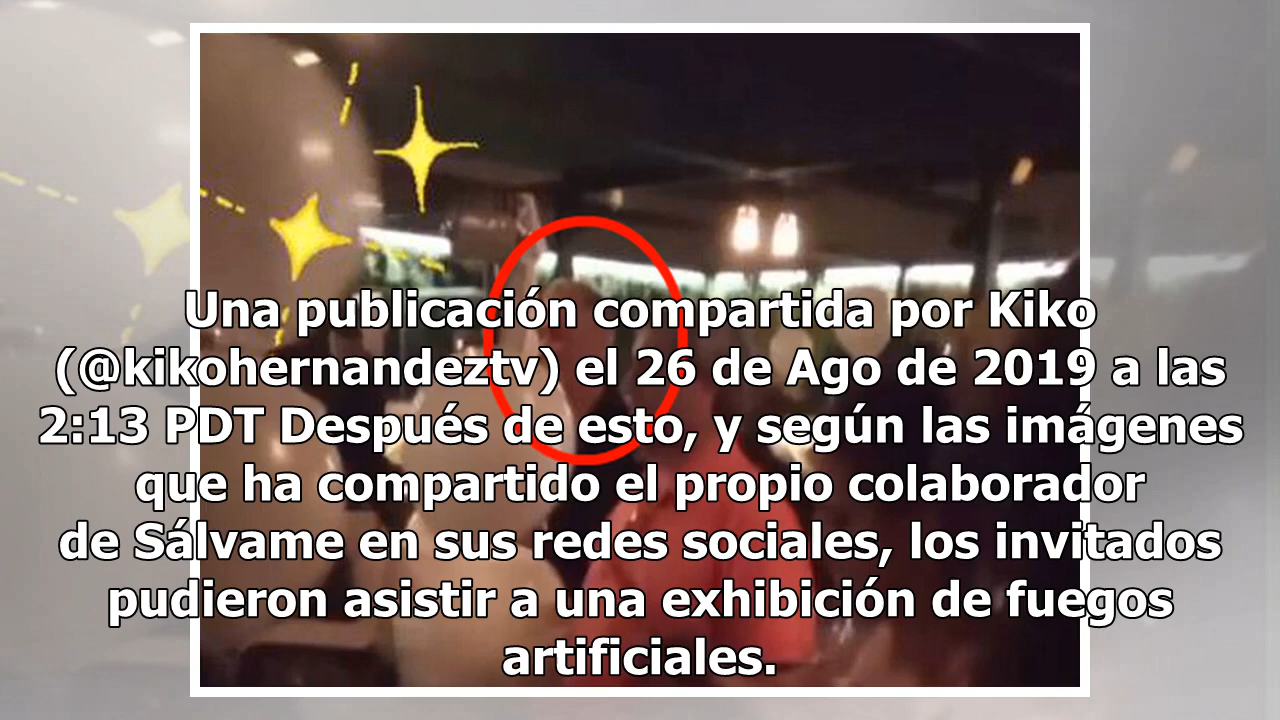 Una publicación compartida por Kiko
(@kikohernandeztv) el 26 de Ago de 2019 a las
2:13 PDT Después de esto, y según las imágenes
que ha compartido el propio colaborador
de Sálvame en sus redes sociales, los invitados
pudieron asistir a una exhibición de fuegos
artificiales.